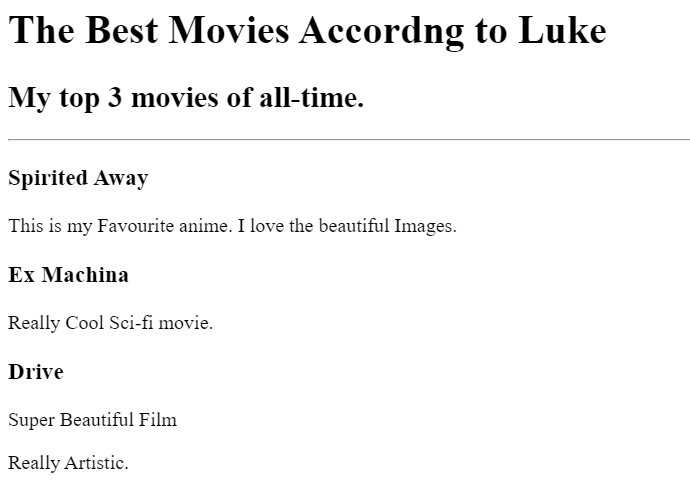 The Best Movies Accordng to Luke
My top 3 movies of all-time.
Spirited Away
This is my Favourite anime. I love the beautiful Images.
Ex Machina
Really Cool Sci-fi movie.
Drive
Super Beautiful Film
Really Artistic.